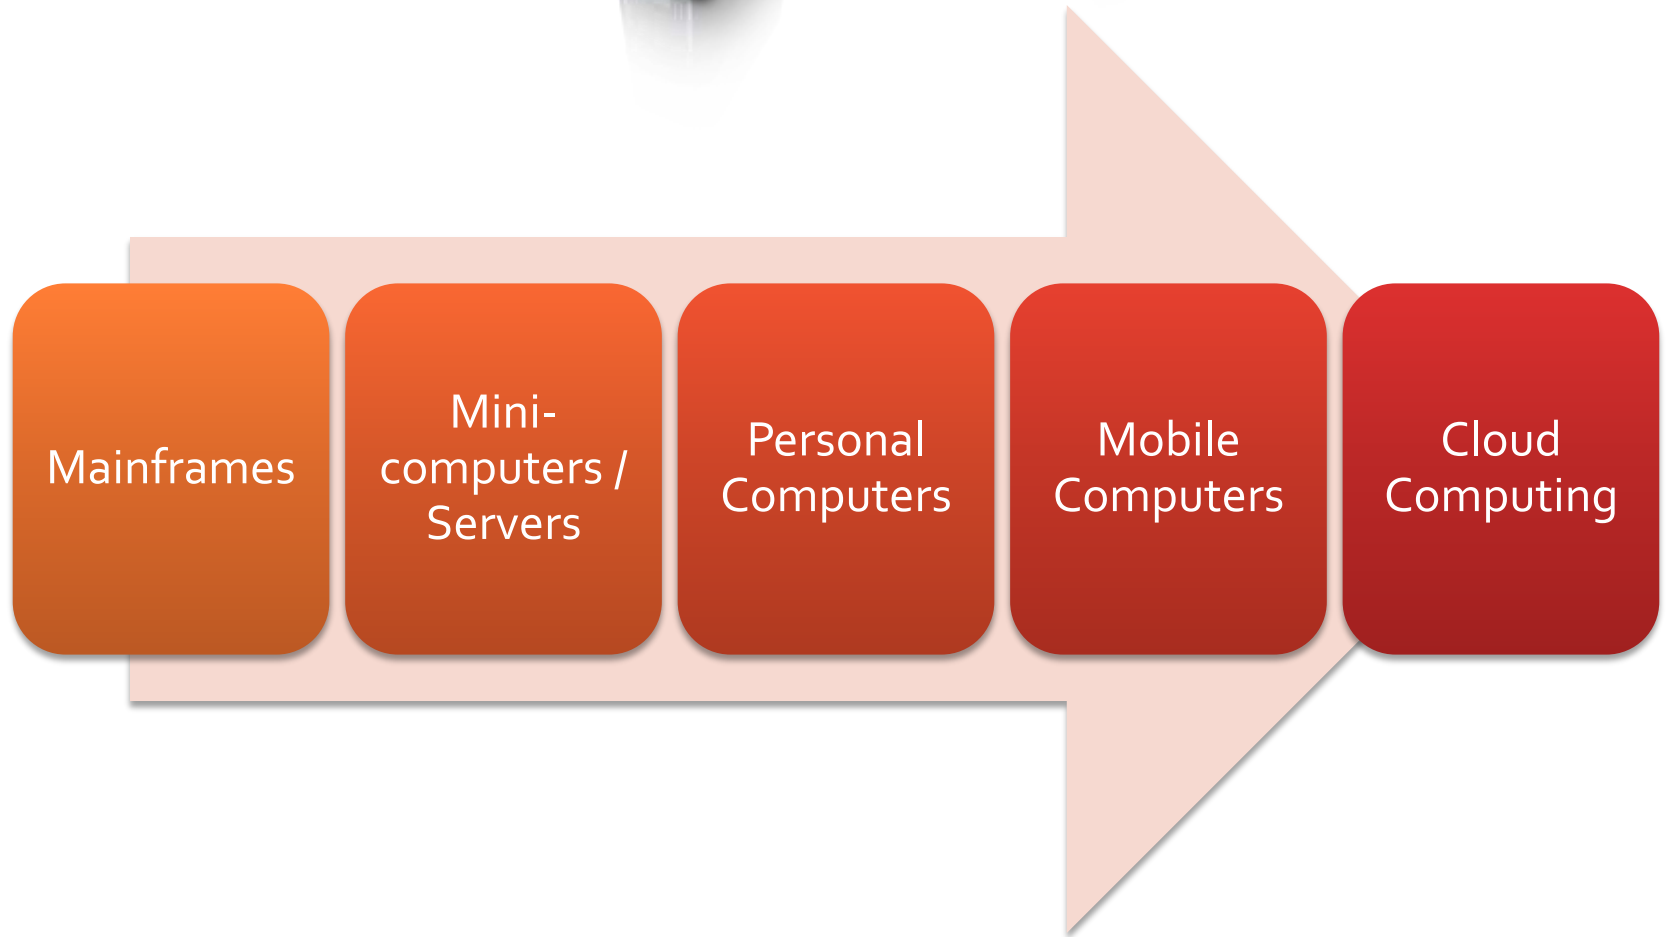 Mainframes
Mini-
computers /
Servers
Personal
Computers
Mobile
Computers
Cloud
Computing